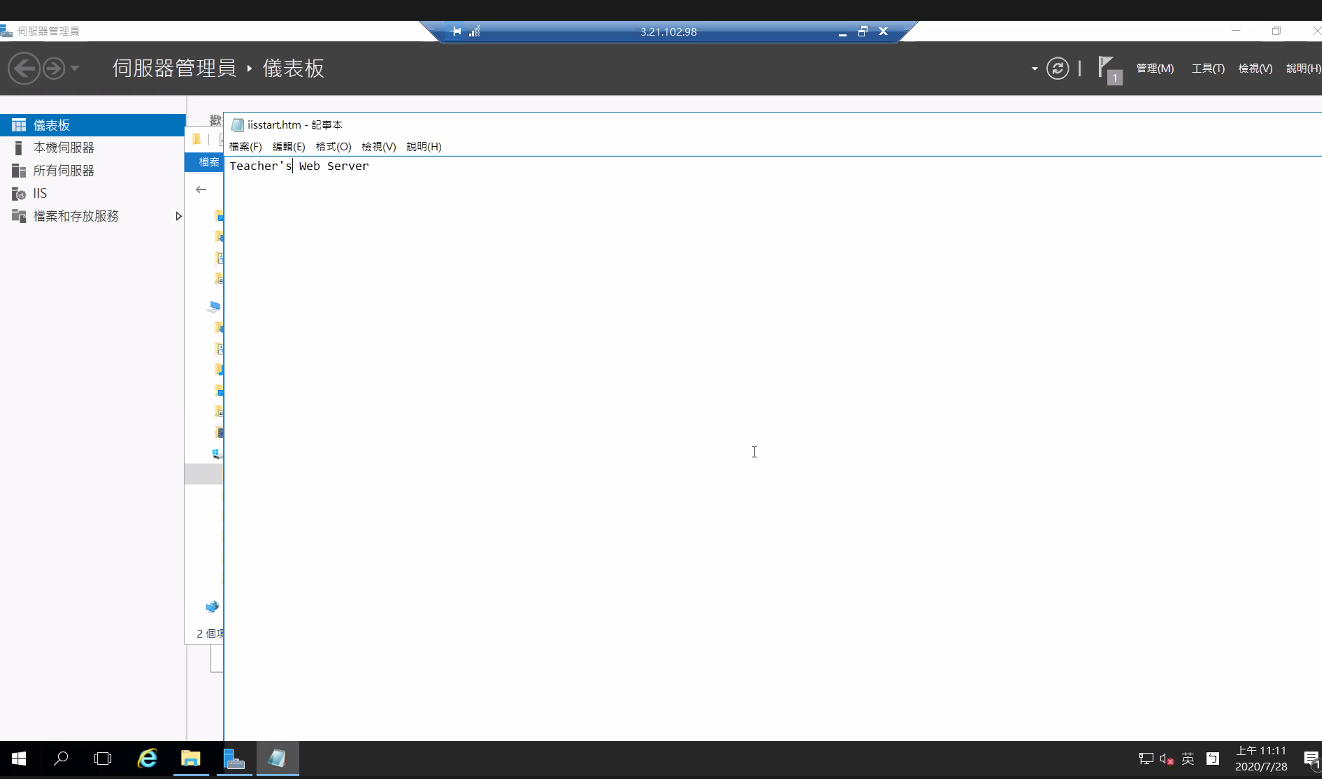 伺服器管理員
3.21.102.98
伺服器管理員 ‣ 儀表板
1
管理(M) 工具(T) 檢視(V) 說明(H)
儀表板
本機伺服器
所有伺服器
IIS
檔案和存放服務
歡
檔案
iisstart.htm - 記事本
檔案(F) 編輯(E) 格式(O) 檢視(V) 說明(H)
Teacher's Web Server
2 個項
英
上午 11:11
2020/7/28
1